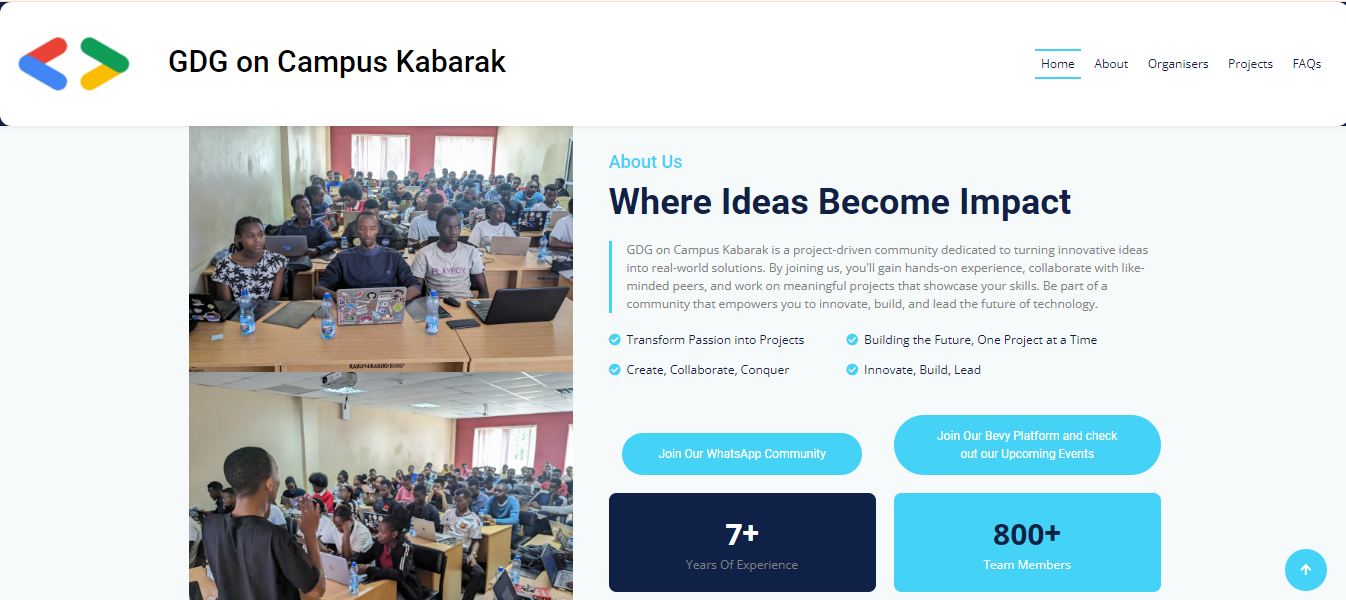 GDG on Campus Kabarak
Home
About
Organisers
Projects
FAQs
About Us
Where Ideas Become Impact
GDG on Campus Kabarak is a project-driven community dedicated to turning innovative ideas
into real-world solutions. By joining us, you'll gain hands-on experience, collaborate with like-
minded peers, and work on meaningful projects that showcase your skills. Be part of a
community that empowers you to innovate, build, and lead the future of technology.
Transform Passion into Projects
Building the Future, One Project at a Time
Create, Collaborate, Conquer
Innovate, Build, Lead
Join Our WhatsApp Community
Join Our Bevy Platform and check
out our Upcoming Events
7+
Years Of Experience
800+
Team Members
PLAYBOY